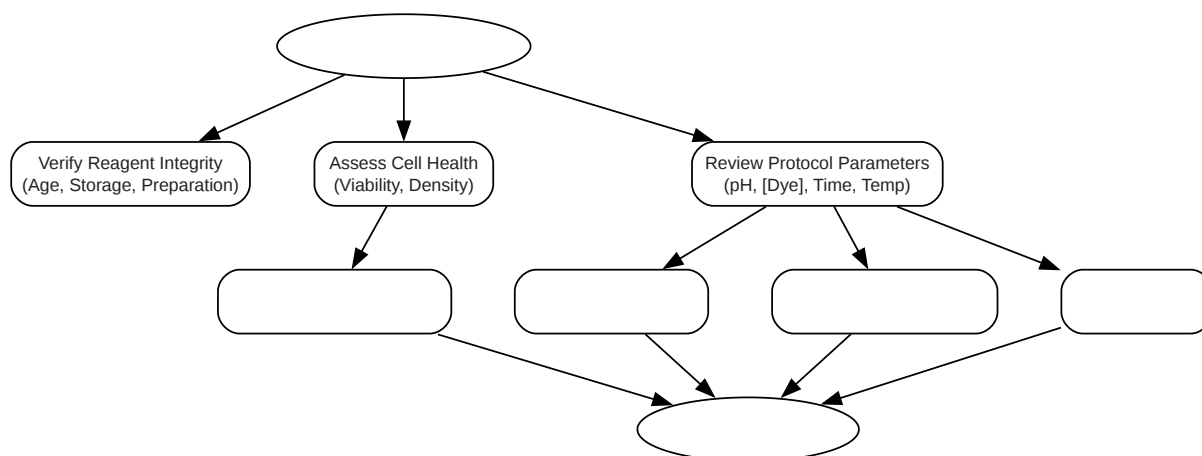 Verify Reagent Integrity
(Age, Storage, Preparation)
Assess Cell Health
(Viability, Density)
Review Protocol Parameters
(pH, [Dye], Time, Temp)